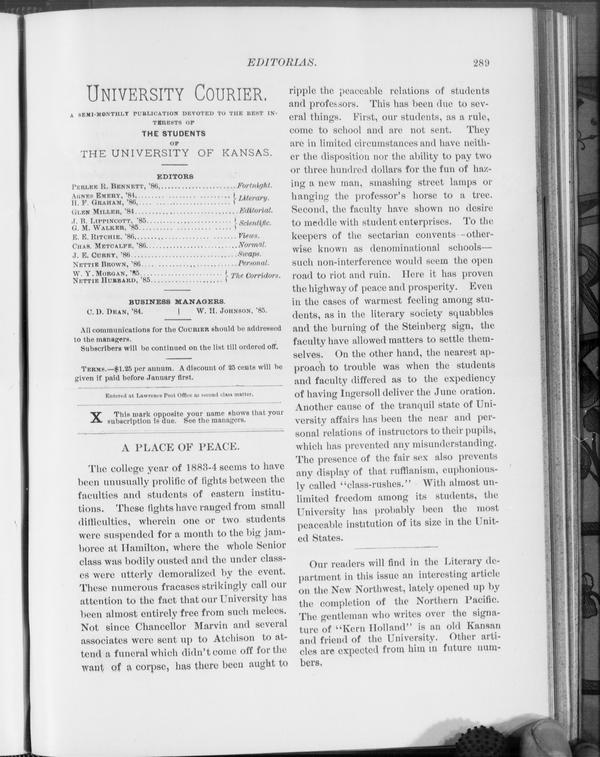 EDITORIAS.
289
UNIVERSITY COURIER.
A SEMI-MONTHLY PUBLICATION DEVOTED TO THE BEST IN-
TERESTS OF
THE STUDENTS
OF
THE UNIVERSITY OF KANSAS.
EDITORS
PERLEE R. BENNETT, '86, Fortnight.
AGNES EMERY, '84
H. F. GRAHAM, '86, } Literary.
GLEN MILLER, '84 Editorial.
J. B. LIPPINCOTT, '85
G. M. WALKER, '85 } Scientific.
E. E. RITCHIE, '86 Views.
CHAS. METCALFE, '86 Normal.
J. E. CURRY, '86 Swaps.
NETTIE BROWN, '86 Personal.
W. Y. MORGAN, '85
NETTIE HUBBARD, '85 } The Corridors.
BUSINESS MANAGERS.
C. D. DEAN, '84. | W. H. JOHNSON, '85.
All communications for the COURIER should be addressed
to the managers.
Subscribers will be continued on the list till ordered off.
TERMS.—$1.25 per annum. A discount of 25 cents will be
given if paid before January first.
Entered at Lawrence Post Office as second class matter.
X This mark opposite your name shows that your
subscription is due. See the managers.
A PLACE OF PEACE.
The college year of 1883-4 seems to have
been unusually prolific of fights between the
faculties and students of eastern institu-
tions. These fights have ranged from small
difficulties, wherein one or two students
were suspended for a month to the big jam-
boree at Hamilton, where the whole Senior
class was bodily ousted and the under class-
es were utterly demoralized by the event.
These numerous fracases strikingly call our
attention to the fact that our University has
been almost entirely free from such melees.
Not since Chancellor Marvin and several
associates were sent up to Atchison to at-
tend a funeral which didn't come off for the
want of a corpse, has there been aught to
ripple the peaceable relations of students
and professors. This has been due to sev-
eral things. First, our students, as a rule,
come to school and are not sent. They
are in limited circumstances and have neith-
er the disposition nor the ability to pay two
or three hundred dollars for the fun of haz-
ing a new man, smashing street lamps or
hanging the professor's horse to a tree.
Second, the faculty have shown no desire
to meddle with student enterprises. To the
keepers of the sectarian convents—other-
wise known as denominational schools—
such non-interference would seem the open
road to riot and ruin. Here it has proven
the highway of peace and prosperity. Even
in the cases of warmest feeling among stu-
dents, as in the literary society squabbles
and the burning of the Steinberg sign, the
faculty have allowed matters to settle them-
selves. On the other hand, the nearest ap-
proach to trouble was when the students
and faculty differed as to the expediency
of having Ingersoll deliver the June oration.
Another cause of the tranquil state of Uni-
versity affairs has been the near and per-
sonal relations of instructors to their pupils,
which has prevented any misunderstanding.
The presence of the fair sex also prevents
any display of that ruffianism, euphonious-
ly called "class-rushes." With almost un-
limited freedom among its students, the
University has probably been the most
peaceable institution of its size in the Unit-
ed States.
Our readers will find in the Literary de-
partment in this issue an interesting article
on the New Northwest, lately opened up by
the completion of the Northern Pacific.
The gentleman who writes over the signa-
ture of "Kern Holland" is an old Kansan
and friend of the University. Other arti-
cles are expected from him in future num-
bers.